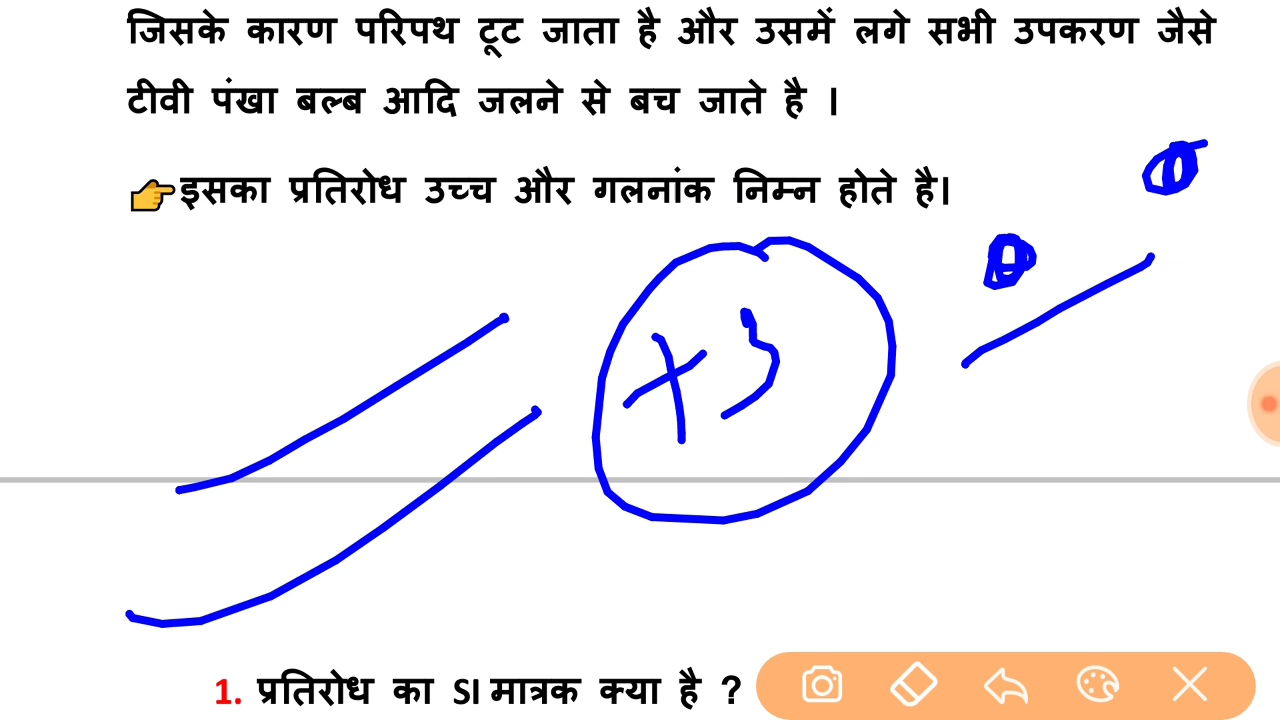 जिसके कारण परिपथ टूट जाता है और उसमें लगे सभी उपकरण जैसे
टीवी पंखा बल्ब आदि जलने से बच जाते है ।
👉इसका प्रतिरोध उच्च और गलनांक निम्न होते है।
+3
1. प्रतिरोध का SI मात्रक क्या है ?